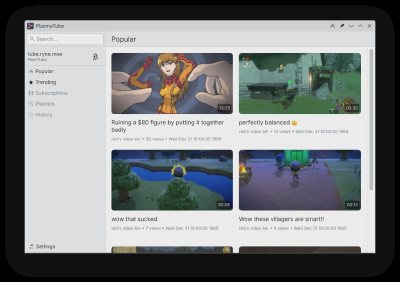 PlasmaTube
Search...
Popular
tube.ryne.moe
PeerTube
Popular
Trending
Subscriptions
Playlists
History
13:25
00:30
Ruining a $80 figure by putting it together
badly
red's video bin • 30 views • Wed Dec 31 19:00:00 1969
perfectly balanced
red's video bin • 10 views • Wed Dec 31 19:00:00 1969
00:00
00:15
wow that sucked
red's video bin • 7 views • Wed Dec 31 19:00:00 1969
Wow these villagers are smart!!
red's video bin • 6 views • Wed Dec 31 19:00:00 1969
Settings